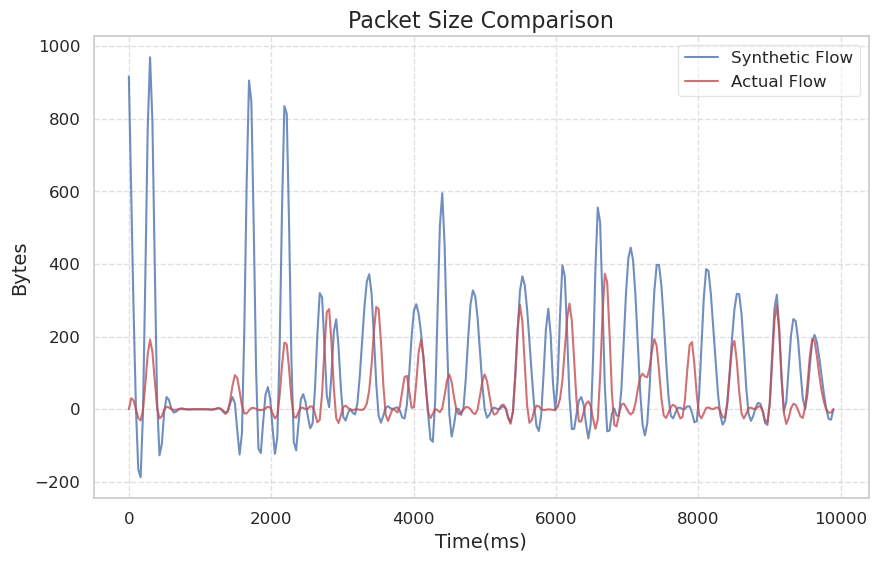 Packet Size Comparison
Synthetic Flow
Actual Flow
Bytes
1000
800
600
400
200
0
−200
0
2000
4000
6000
8000
10000
Time(ms)